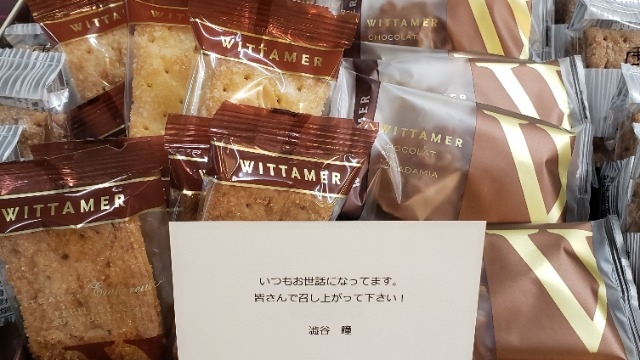 WITTAMER
WITTAMER
CHOCOLAT
WITTAMER
CHOCOLAT
MACADAMIA
WITTAMER
WITTAMER
いつもお世話になってます。
皆さんで召し上がって下さい！
澁谷　瞳